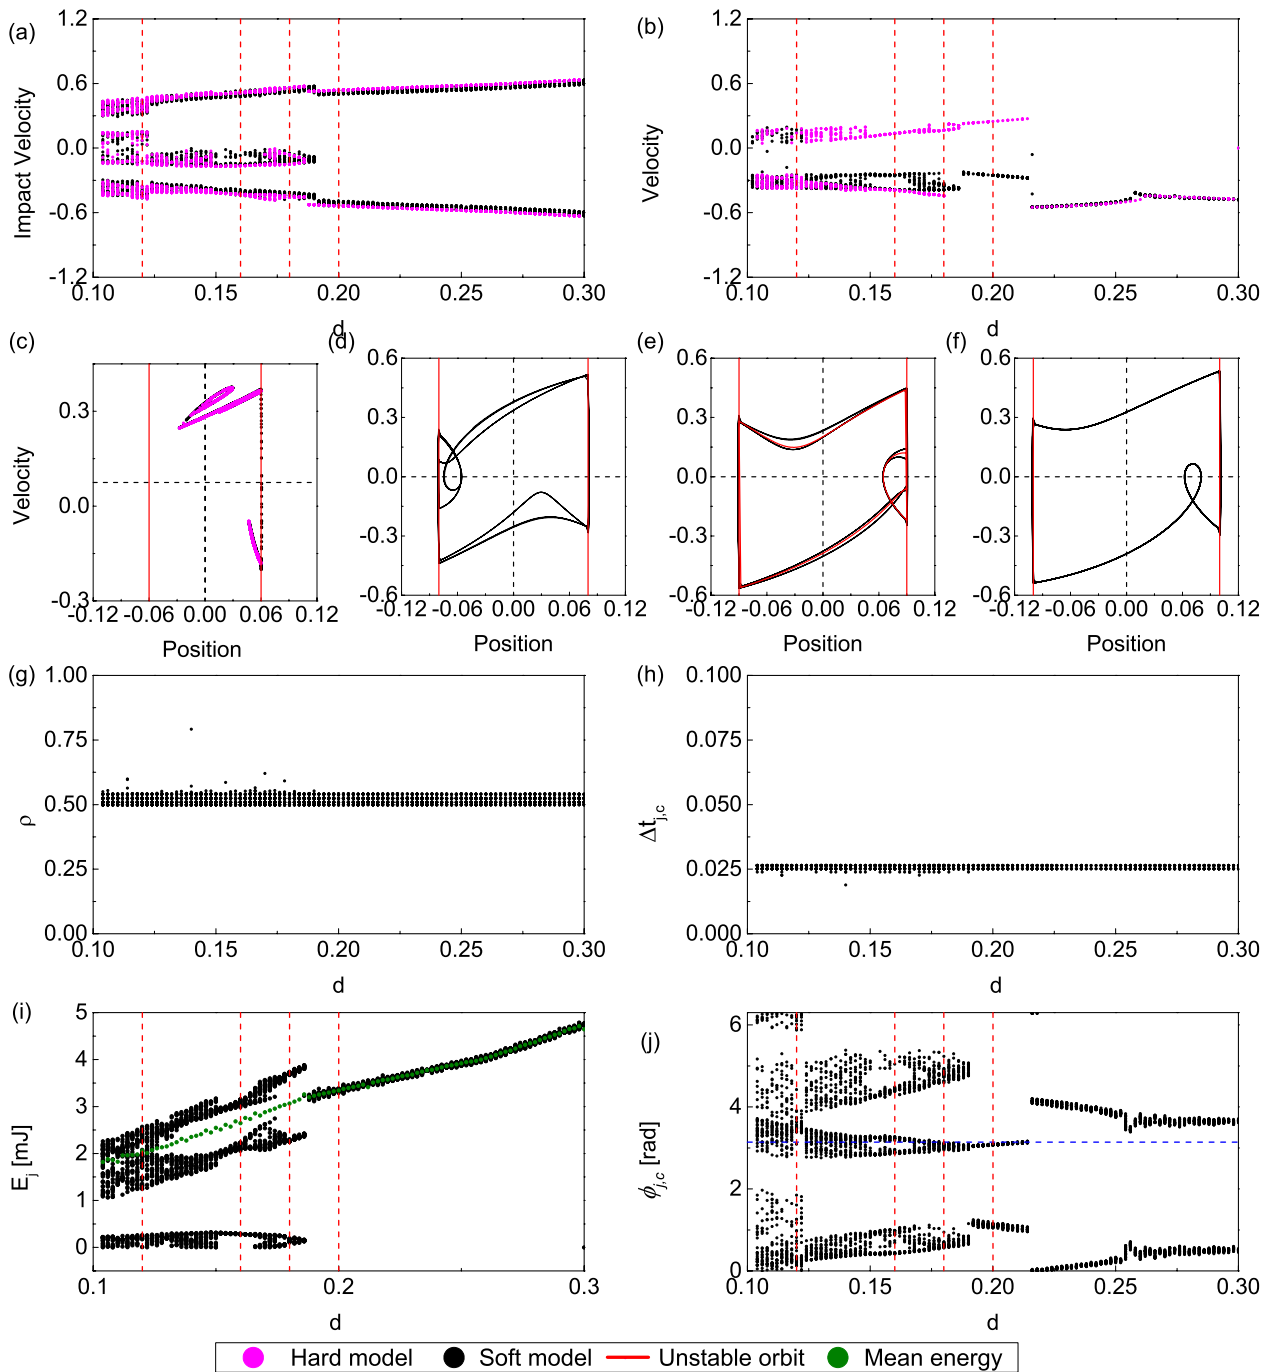 (a)
1.2
0.6
0.0
-0.6
-1.2
Impact Velocity
0.10 0.15 0.20 0.25 0.30
d
(b)
1.2
0.6
0.0
-0.6
-1.2
Velocity
0.10 0.15 0.20 0.25 0.30
d
(c)
0.3
0.0
-0.3
Velocity
-0.12 -0.06 0.00 0.06 0.12
Position
(d)
0.6
0.3
0.0
-0.3
-0.6
-0.12 -0.06 0.00 0.06 0.12
Position
(e)
0.6
0.3
0.0
-0.3
-0.6
-0.12 -0.06 0.00 0.06 0.12
Position
(f)
0.6
0.3
0.0
-0.3
-0.6
-0.12 -0.06 0.00 0.06 0.12
Position
(g)
1.00
0.75
0.50
0.25
0.00
ρ
0.10 0.15 0.20 0.25 0.30
d
(h)
0.100
0.075
0.050
0.025
0.000
Δt_j,c
0.10 0.15 0.20 0.25 0.30
d
(i)
5
4
3
2
1
0
E_j [mJ]
0.1 0.2 0.3
d
(j)
6
4
2
0
ϕ_j,c [rad]
0.10 0.15 0.20 0.25 0.30
d
Hard model Soft model Unstable orbit Mean energy